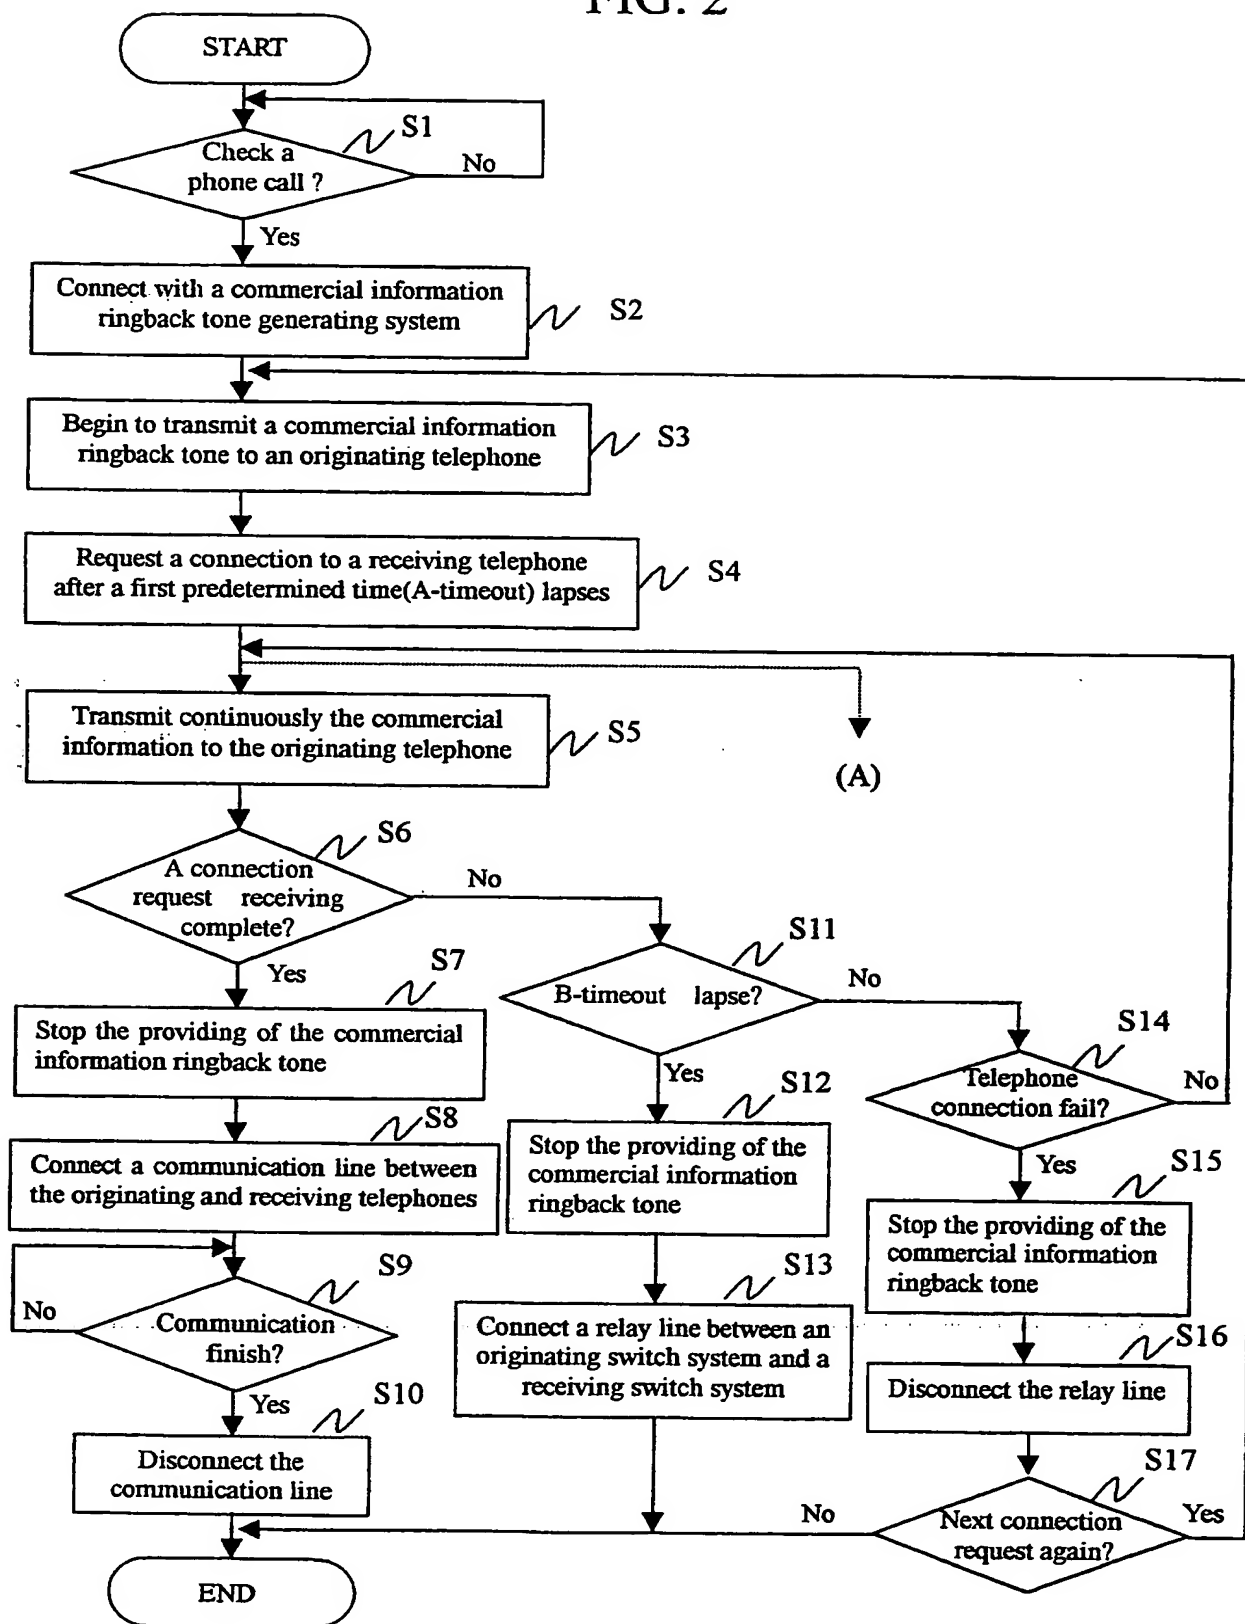 FIG. 2
START
S1
Check a
phone call ?
No
Yes
Connect with a commercial information
ringback tone generating system
S2
Begin to transmit a commercial information
ringback tone to an originating telephone
S3
Request a connection to a receiving telephone
after a first predetermined time(A-timeout) lapses
S4
Transmit continuously the commercial
information to the originating telephone
S5
(A)
S6
A connection
request receiving
complete?
No
Yes
S11
B-timeout lapse?
No
Yes
S7
Stop the providing of the commercial
information ringback tone
S14
Telephone
connection fail?
No
Yes
S12
Stop the providing of the
commercial information
ringback tone
S8
Connect a communication line between
the originating and receiving telephones
S15
Stop the providing of the
commercial information
ringback tone
S9
Communication
finish?
No
Yes
S13
Connect a relay line between an
originating switch system and a
receiving switch system
S16
Disconnect the relay line
S10
Disconnect the
communication line
S17
Next connection
request again?
No
Yes
END